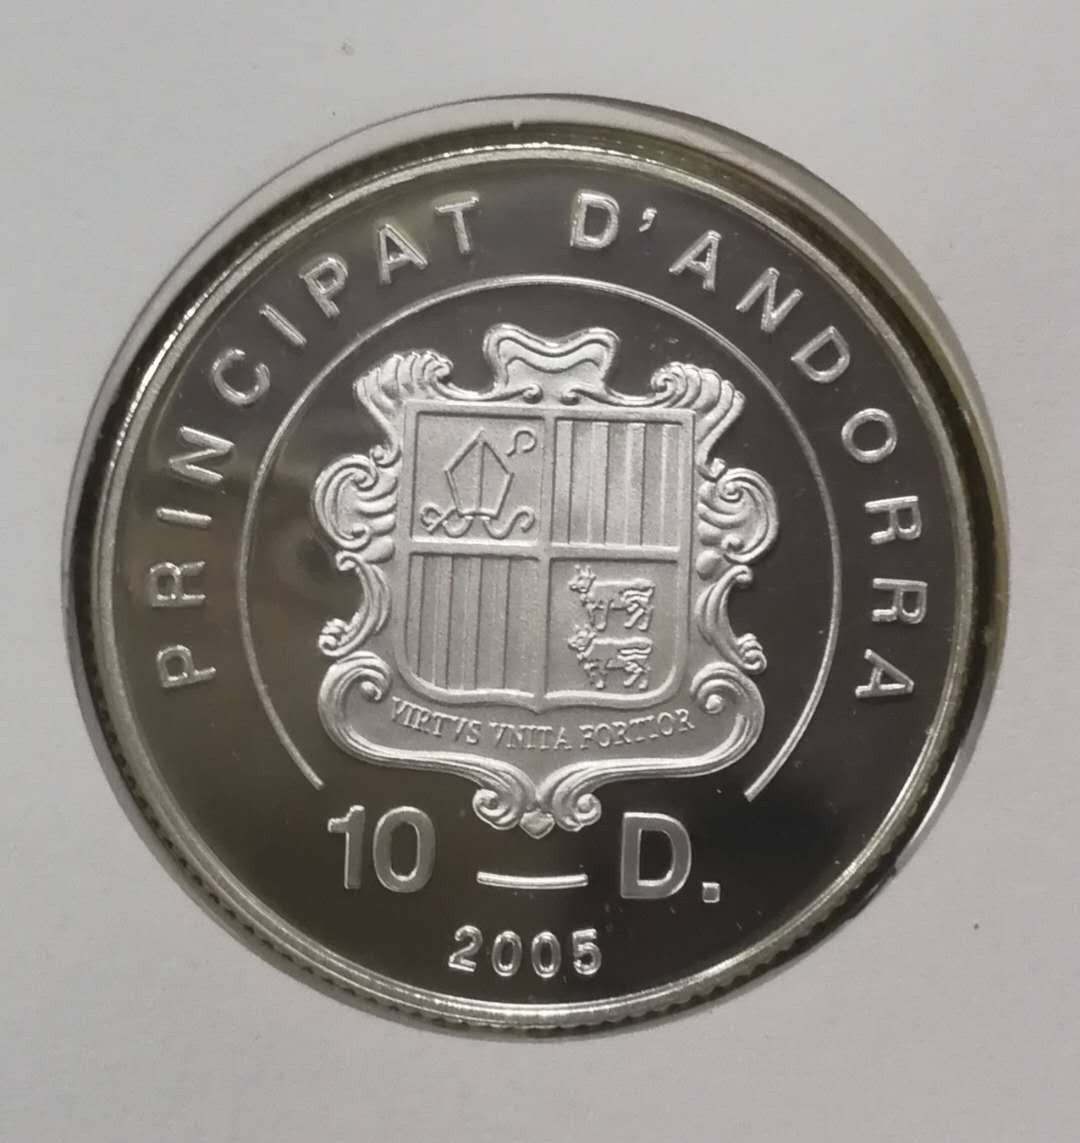 PRINCIPAT D'ANDORRA
VIRTVS VNITA FORTIOR
10 D.
2005